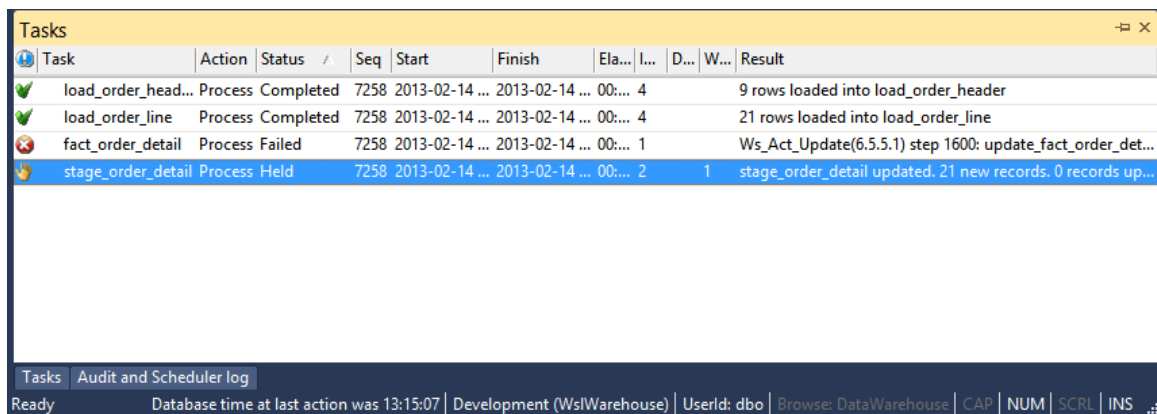 Tasks
Task Action Status Seq Start Finish Ela... I... D... W... Result
load_order_head... Process Completed 7258 2013-02-14 ... 2013-02-14 ... 00:... 4 9 rows loaded into load_order_header
load_order_line Process Completed 7258 2013-02-14 ... 2013-02-14 ... 00:... 4 21 rows loaded into load_order_line
fact_order_detail Process Failed 7258 2013-02-14 ... 2013-02-14 ... 00:... 1 Ws_Act_Update(6.5.5.1) step 1600: update_fact_order_det...
stage_order_detail Process Held 7258 2013-02-14 ... 2013-02-14 ... 00:... 2 1 stage_order_detail updated. 21 new records. 0 records up...
Tasks Audit and Scheduler log
Ready Database time at last action was 13:15:07 Development (WslWarehouse) UserId: dbo Browse: DataWarehouse CAP NUM SCRL INS